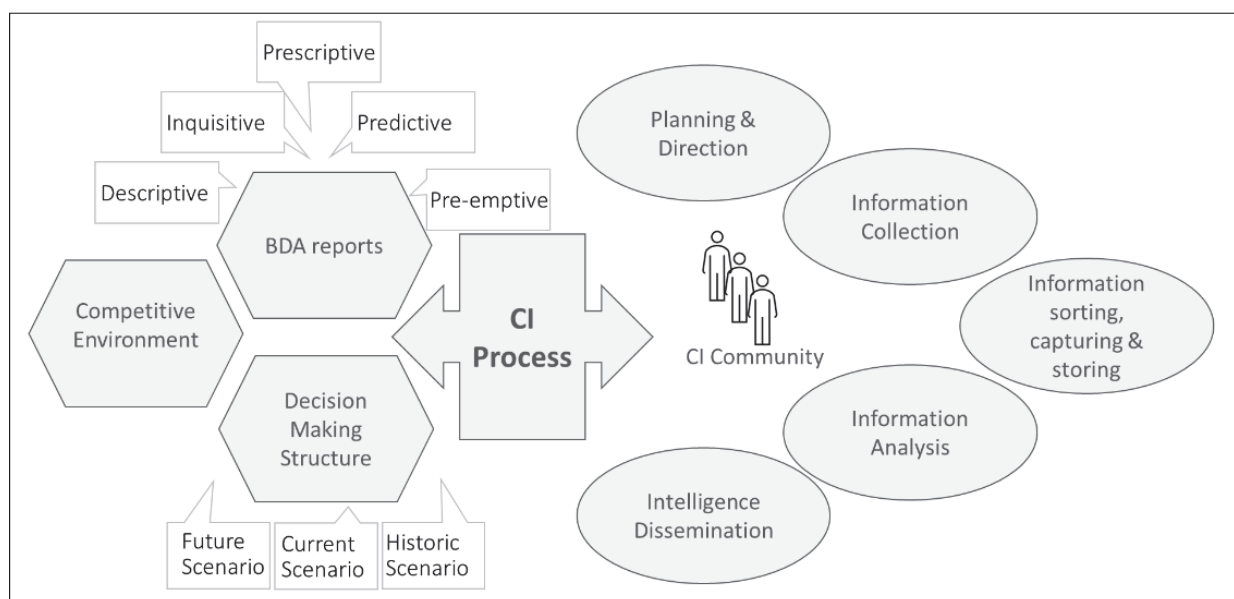 Prescriptive
Inquisitive
Predictive
Descriptive
Pre-emptive
BDA reports
Competitive
Environment
Decision
Making
Structure
Future
Scenario
Current
Scenario
Historic
Scenario
CI
Process
CI Community
Planning &
Direction
Information
Collection
Information
sorting,
capturing &
storing
Information
Analysis
Intelligence
Dissemination